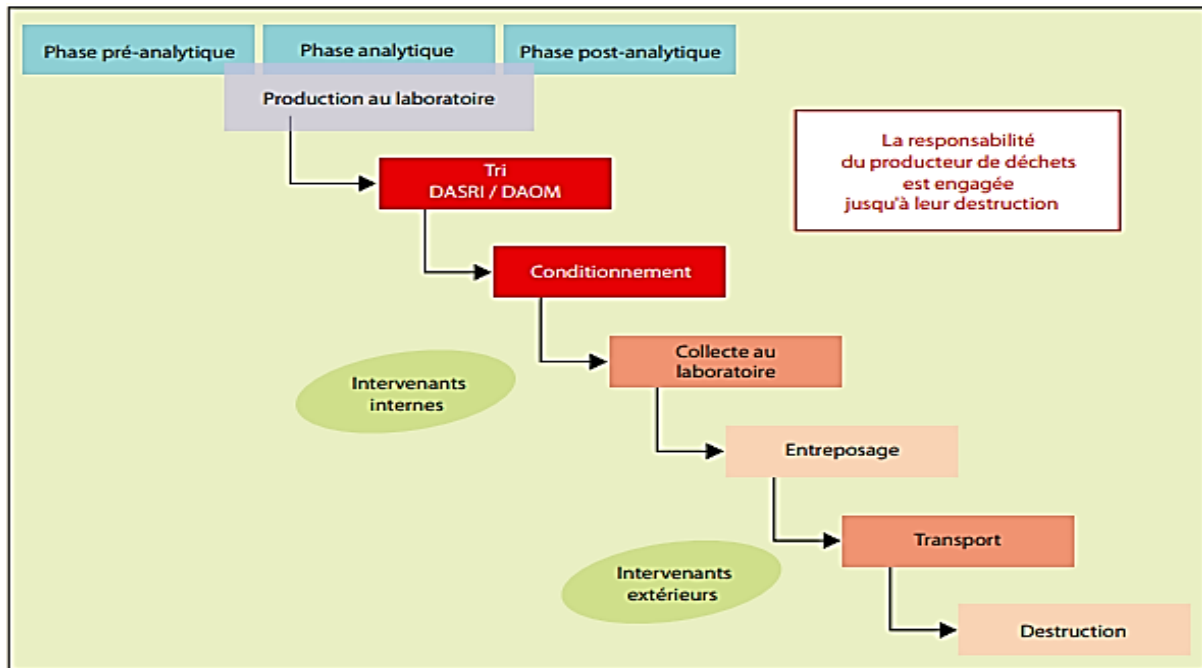 Phase pré-analytique
Phase analytique
Phase post-analytique
Production au laboratoire
La responsabilité
du producteur de déchets
est engagée
jusqu'à leur destruction
Tri
DASRI / DAOM
Conditionnement
Collecte au
laboratoire
Intervenants
internes
Entreposage
Transport
Intervenants
extérieurs
Destruction